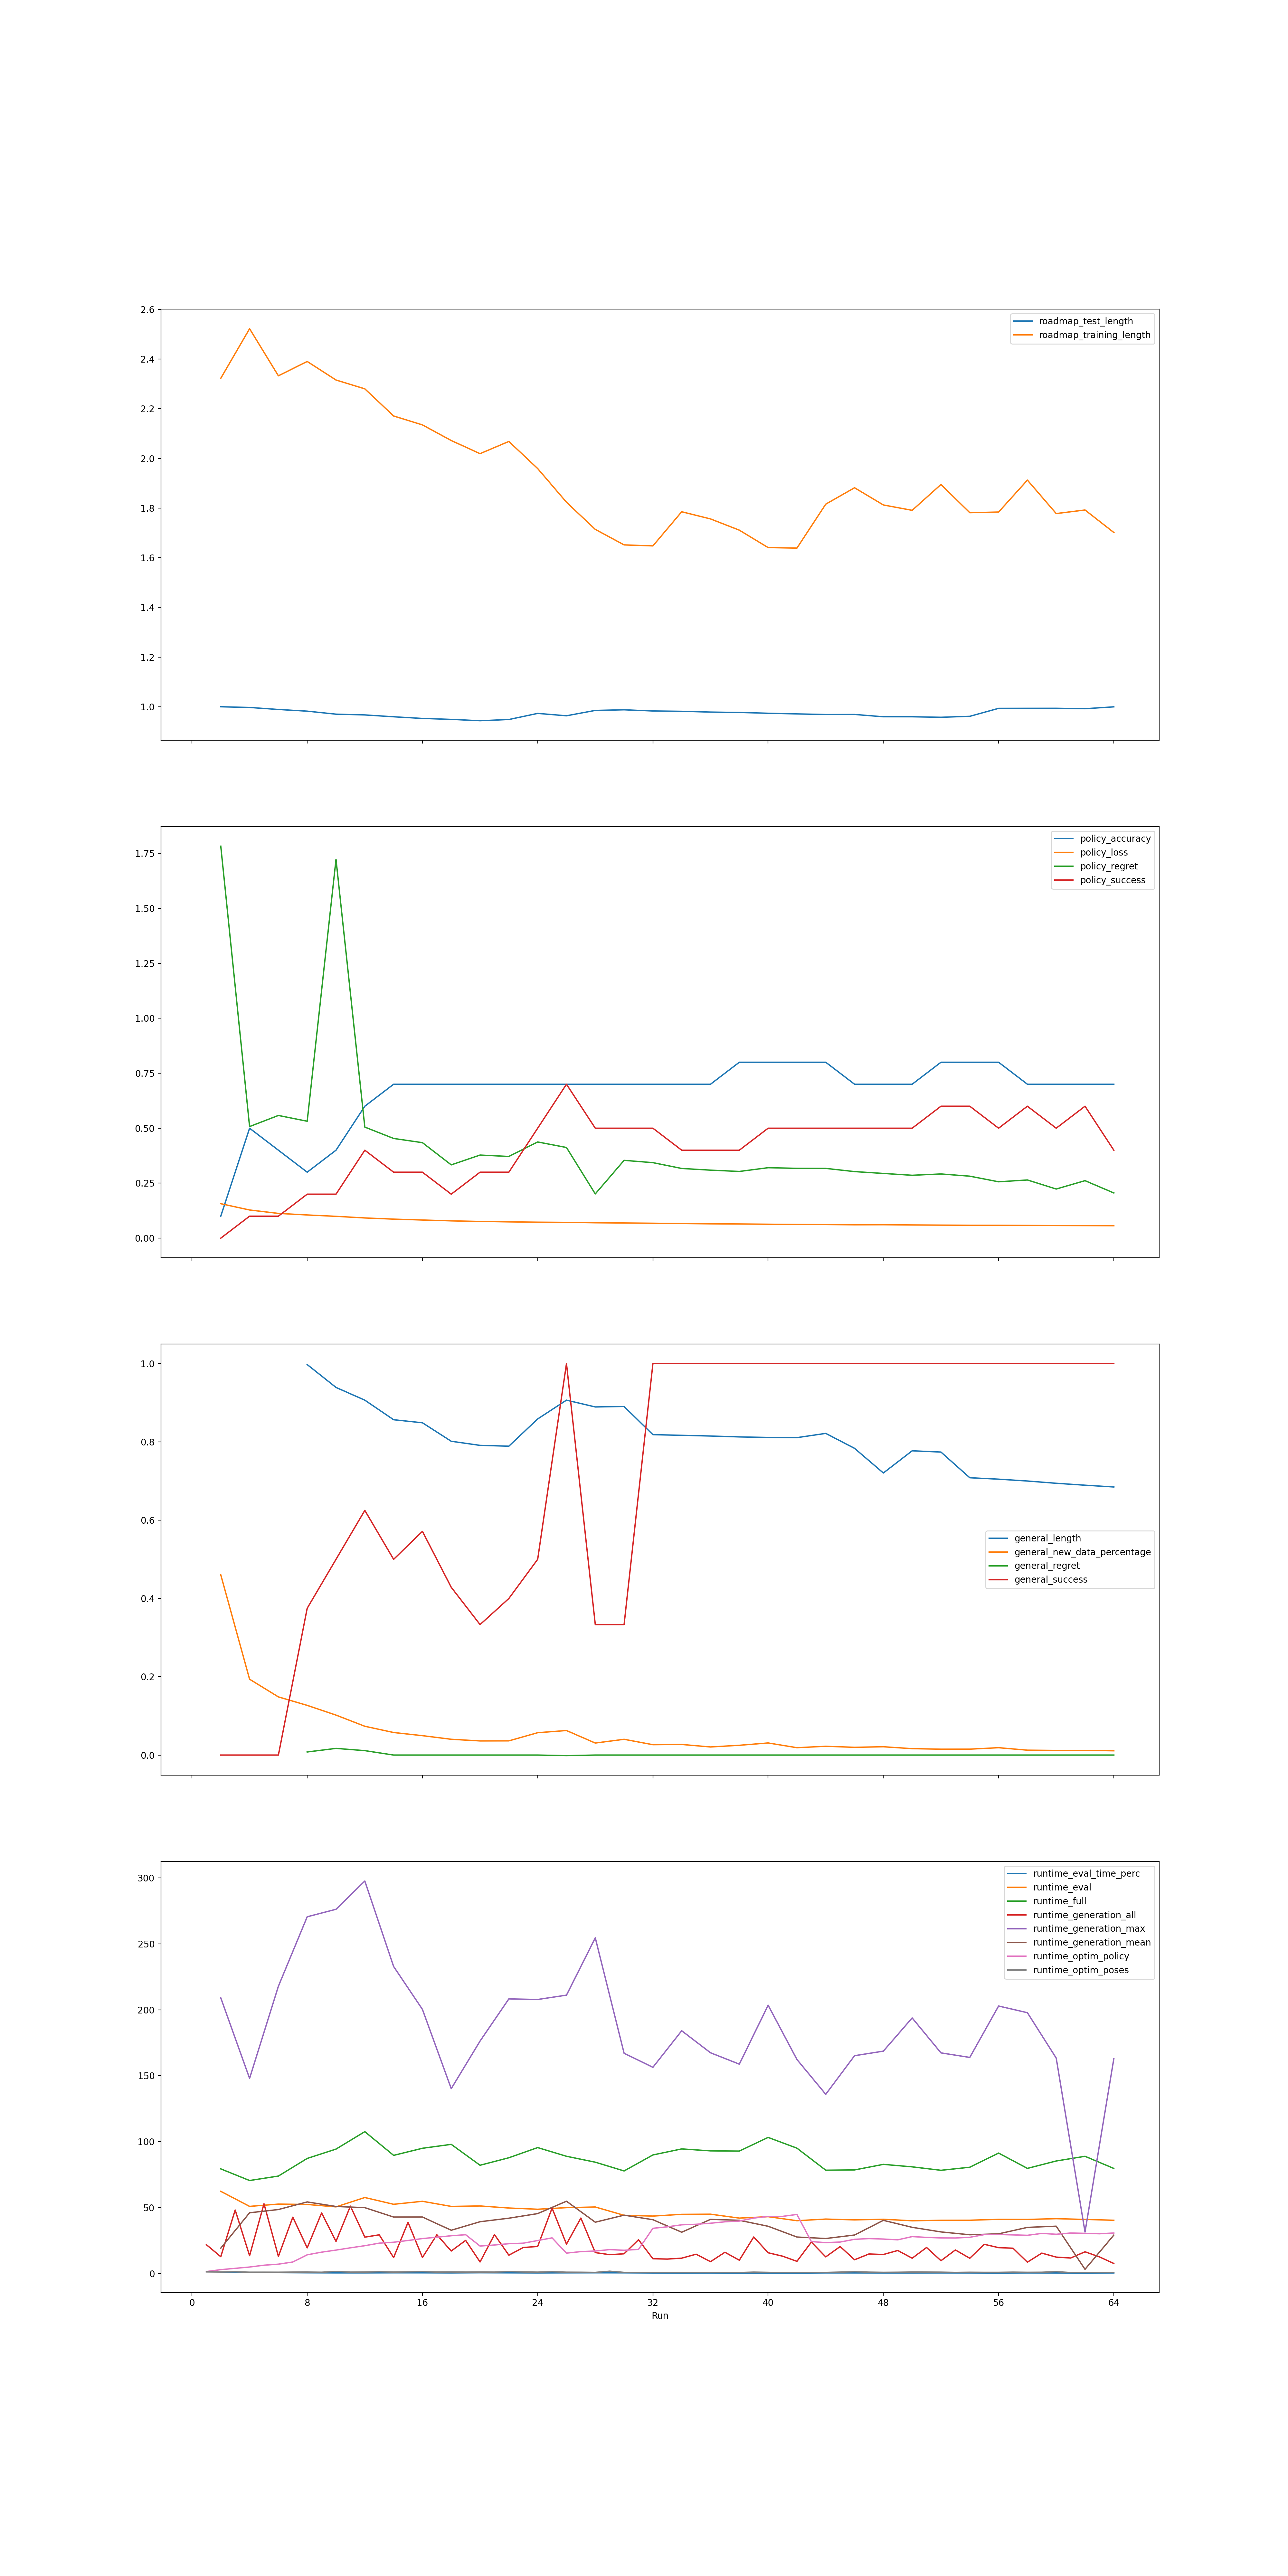 2.6
2.4
2.2
2.0
1.8
1.6
1.4
1.2
1.0
roadmap_test_length
roadmap_training_length
1.75
1.50
1.25
1.00
0.75
0.50
0.25
0.00
policy_accuracy
policy_loss
policy_regret
policy_success
1.0
0.8
0.6
0.4
0.2
0.0
general_length
general_new_data_percentage
general_regret
general_success
300
250
200
150
100
50
0
runtime_eval_time_perc
runtime_eval
runtime_full
runtime_generation_all
runtime_generation_max
runtime_generation_mean
runtime_optim_policy
runtime_optim_poses
0 8 16 24 32 40 48 56 64
Run